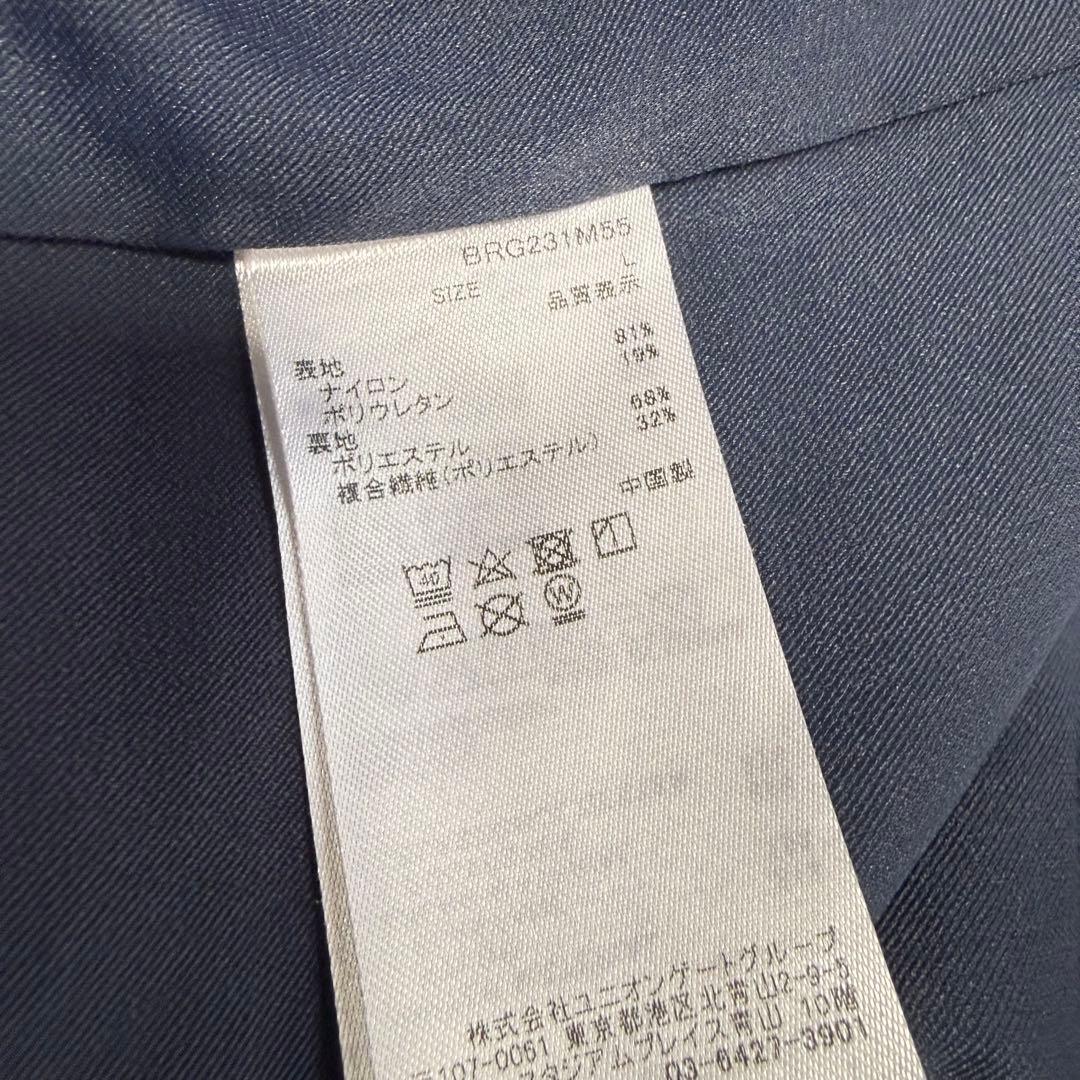 BRG231M55
SIZE L
品質表示
表地
ナイロン 81%
ポリウレタン 19%
裏地
ポリエステル 68%
複合繊維(ポリエステル) 32%
中国製
40
W
株式会社ユニオンゲートグループ
〒107-0061 東京都港区北青山2-9-5
スタジアムプレイス青山 10階
03-6427-3901